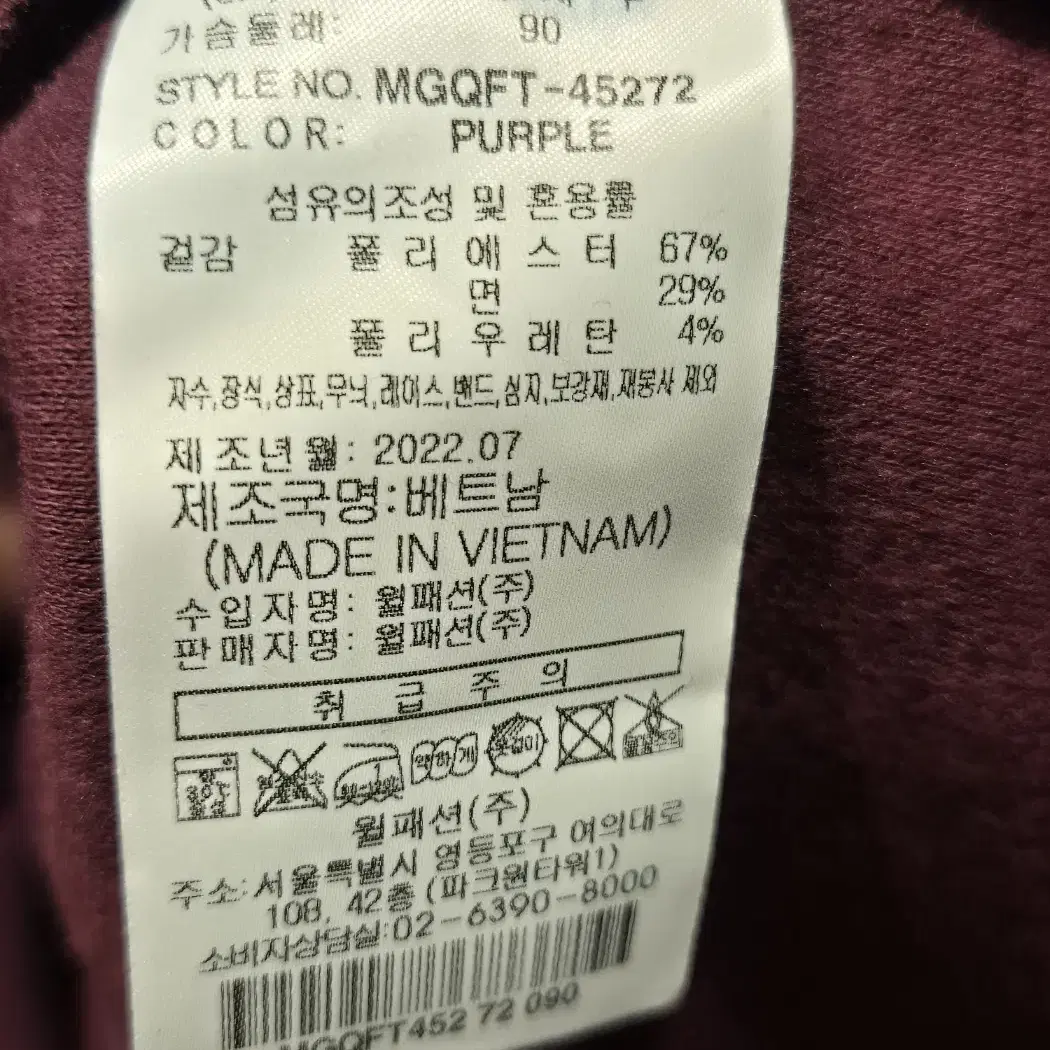 가슴둘레: 90
STYLE NO. MGQFT-45272
COLOR: PURPLE
섬유의조성 및 혼용률
겉감 폴리에스터 67%
면 29%
폴리우레탄 4%
자수,장식,상표,무늬,레이스,밴드,심지,보강재,재봉사 제외
제조년월: 2022.07
제조국명:베트남
(MADE IN VIETNAM)
수입자명: 월패션(주)
판매자명: 월패션(주)
취급주의
약하게 옷걸이
월패션(주)
주소:서울특별시 영등포구 여의대로
108, 42층 (파크원타워1)
소비자상담실:02-6390-8000
MGQFT452 72 090